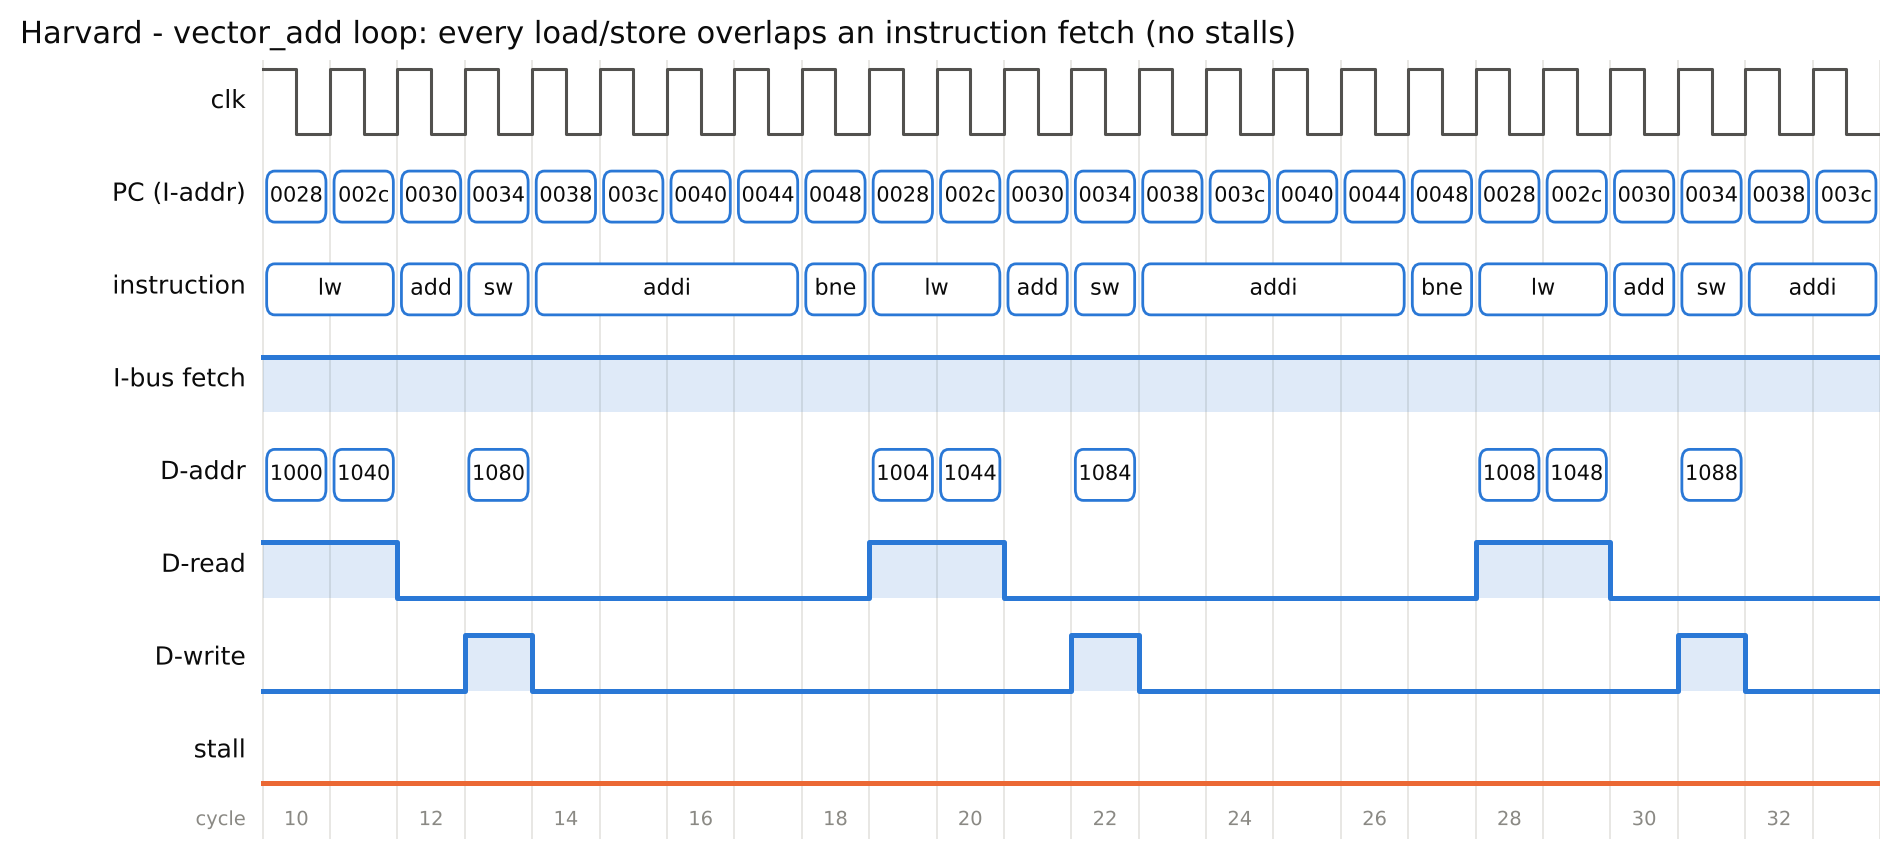 Harvard - vector_add loop: every load/store overlaps an instruction fetch (no stalls)
clk
PC (I-addr) 0028 002c 0030 0034 0038 003c 0040 0044 0048 0028 002c 0030 0034 0038 003c 0040 0044 0048 0028 002c 0030 0034 0038 003c
instruction lw add sw addi bne lw add sw addi bne lw add sw addi
I-bus fetch
D-addr 1000 1040 1080 1004 1044 1084 1008 1048 1088
D-read
D-write
stall
cycle 10 12 14 16 18 20 22 24 26 28 30 32